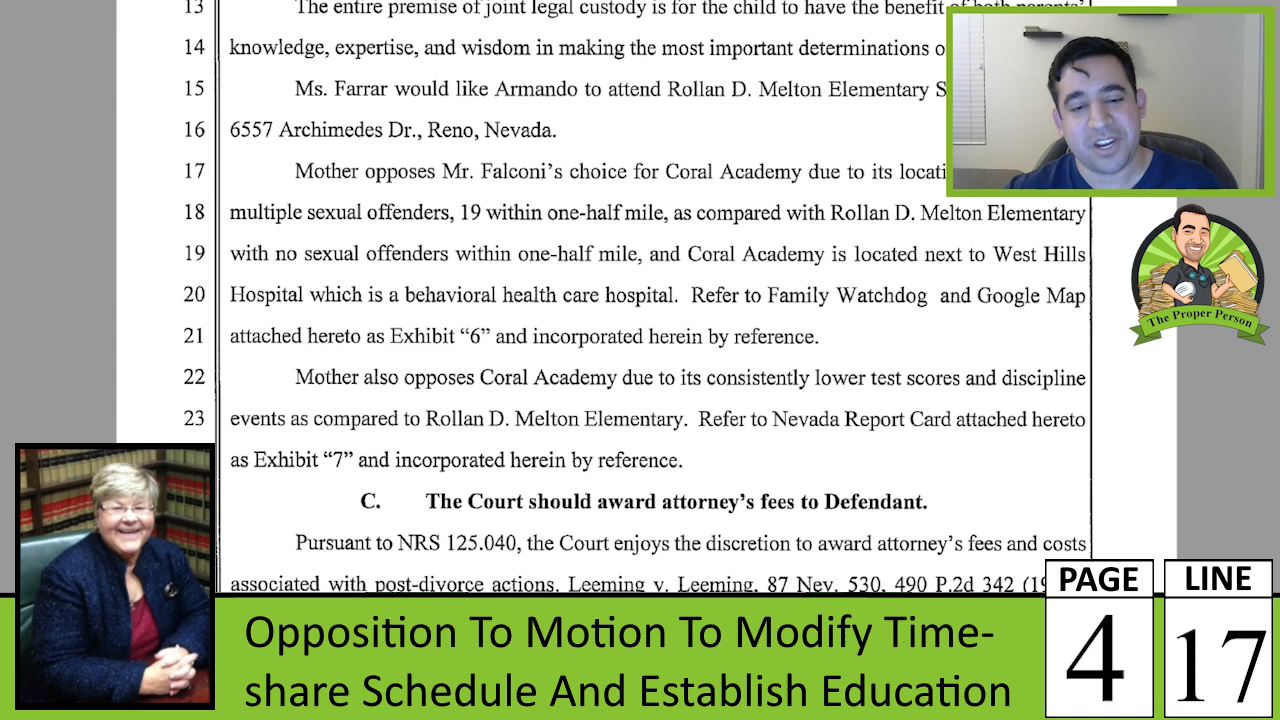 13 The entire premise of joint legal custody is for the child to have the benefit of both parents'
14 knowledge, expertise, and wisdom in making the most important determinations
15 Ms. Farrar would like Armando to attend Rollan D. Melton Elementary
16 6557 Archimedes Dr., Reno, Nevada.
17 Mother opposes Mr. Falconi's choice for Coral Academy due to its
18 multiple sexual offenders, 19 within one-half mile, as compared with Rollan D. Melton Elementary
19 with no sexual offenders within one-half mile, and Coral Academy is located next to West Hills
20 Hospital which is a behavioral health care hospital. Refer to Family Watchdog and Google Map
21 attached hereto as Exhibit "6" and incorporated herein by reference.
22 Mother also opposes Coral Academy due to its consistently lower test scores and discipline
23 events as compared to Rollan D. Melton Elementary. Refer to Nevada Report Card attached hereto
as Exhibit "7" and incorporated herein by reference.
C. The Court should award attorney's fees to Defendant.
Pursuant to NRS 125.040, the Court enjoys the discretion to award attorney's fees and costs
associated with post-divorce actions. Leeming v. Leeming, 87 Nev. 530, 490 P.2d 342
The Proper Person
Opposition To Motion To Modify Time-
share Schedule And Establish Education
PAGE
4
LINE
17